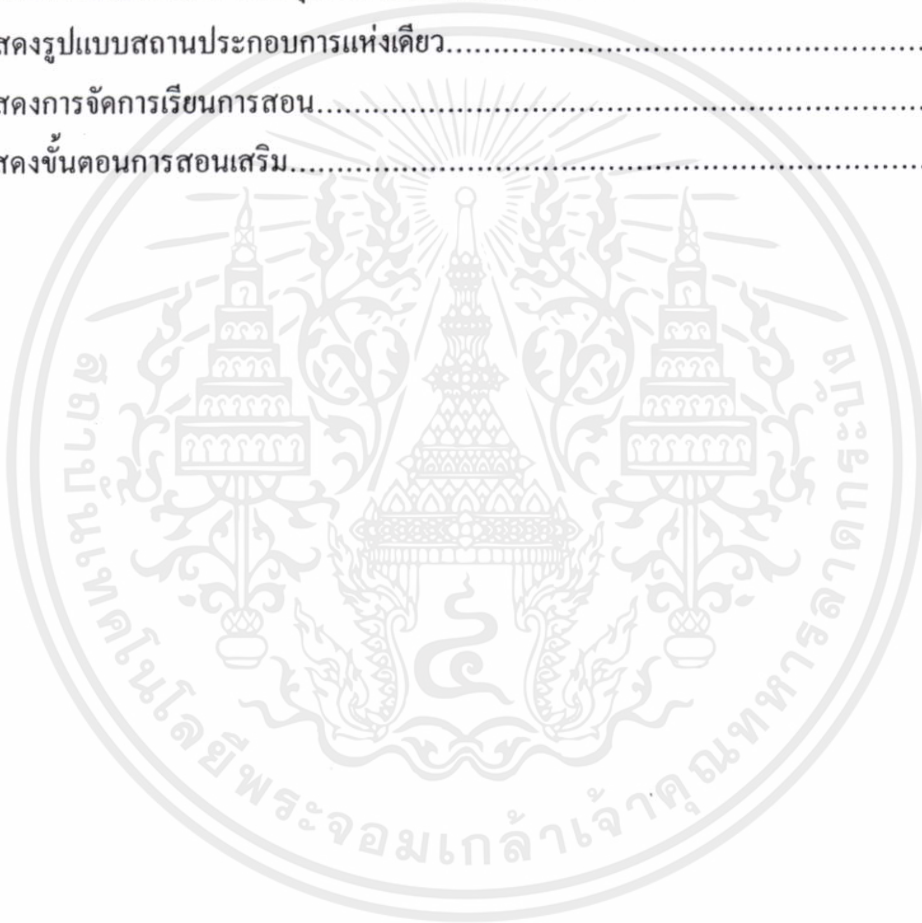 สดงรูปแบบสถานประกอบการแห่งเดียว
สดงการจัดการเรียนการสอน
สดงขั้นตอนการสอนเสริม
สถาบันเทคโนโลยีพระจอมเกล้าเจ้าคุณทหารลาดกระบัง